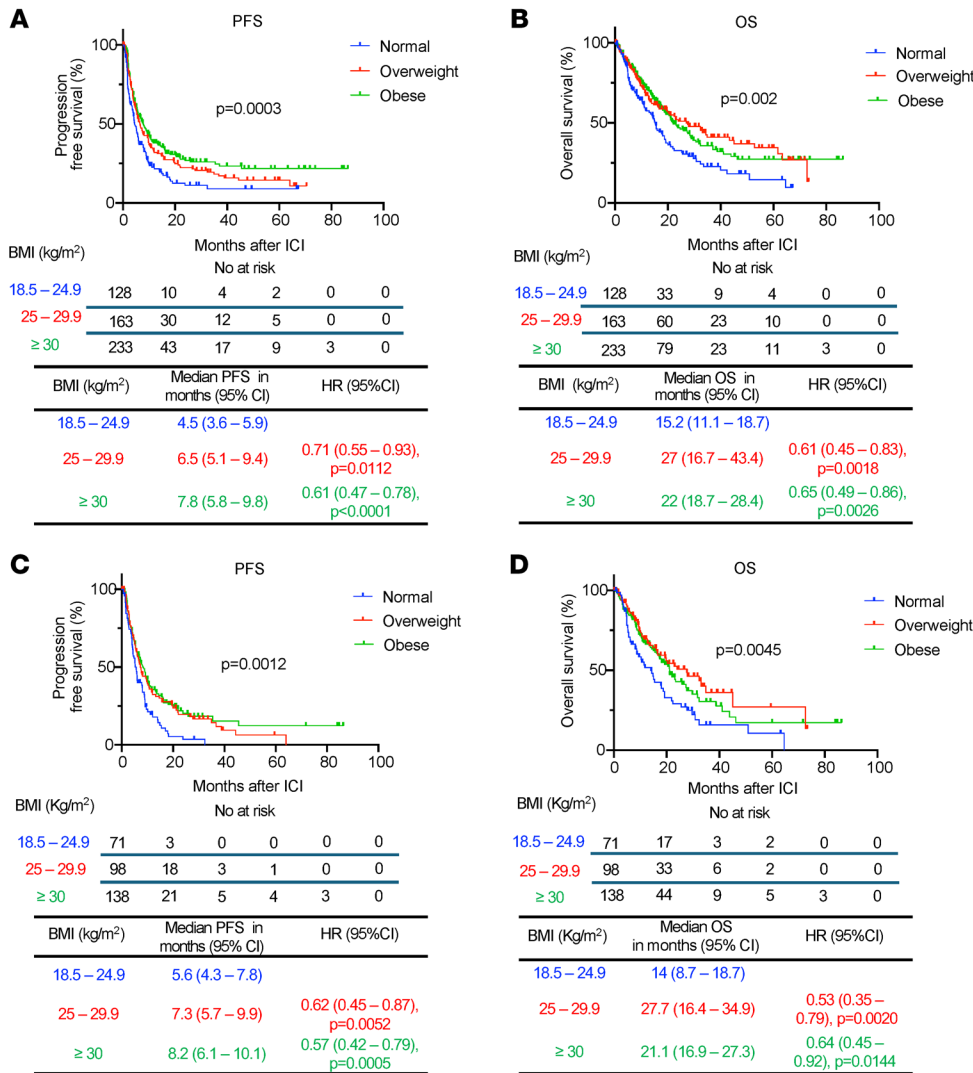 A
PFS
100
50
0
Progression
free survival (%)
Normal
Overweight
Obese
p=0.0003
0 20 40 60 80 100
Months after ICI
BMI (kg/m²)
No at risk
18.5 – 24.9 128 10 4 2 0 0
25 – 29.9 163 30 12 5 0 0
≥ 30 233 43 17 9 3 0
BMI (kg/m²) Median PFS in months (95% CI) HR (95%CI)
18.5 – 24.9 4.5 (3.6 – 5.9)
25 – 29.9 6.5 (5.1 – 9.4) 0.71 (0.55 – 0.93), p=0.0112
≥ 30 7.8 (5.8 – 9.8) 0.61 (0.47 – 0.78), p<0.0001
B
OS
100
50
0
Overall survival (%)
Normal
Overweight
Obese
p=0.002
0 20 40 60 80 100
Months after ICI
BMI (kg/m²)
No at risk
18.5 – 24.9 128 33 9 4 0 0
25 – 29.9 163 60 23 10 0 0
≥ 30 233 79 23 11 3 0
BMI (kg/m²) Median OS in months (95% CI) HR (95%CI)
18.5 – 24.9 15.2 (11.1 – 18.7)
25 – 29.9 27 (16.7 – 43.4) 0.61 (0.45 – 0.83), p=0.0018
≥ 30 22 (18.7 – 28.4) 0.65 (0.49 – 0.86), p=0.0026
C
PFS
100
50
0
Progression
free survival (%)
Normal
Overweight
Obese
p=0.0012
0 20 40 60 80 100
Months after ICI
BMI (Kg/m²)
No at risk
18.5 – 24.9 71 3 0 0 0 0
25 – 29.9 98 18 3 1 0 0
≥ 30 138 21 5 4 3 0
BMI (kg/m²) Median PFS in months (95% CI) HR (95%CI)
18.5 – 24.9 5.6 (4.3 – 7.8)
25 – 29.9 7.3 (5.7 – 9.9) 0.62 (0.45 – 0.87), p=0.0052
≥ 30 8.2 (6.1 – 10.1) 0.57 (0.42 – 0.79), p=0.0005
D
OS
100
50
0
Overall survival (%)
Normal
Overweight
Obese
p=0.0045
0 20 40 60 80 100
Months after ICI
BMI (Kg/m²)
No at risk
18.5 – 24.9 71 17 3 2 0 0
25 – 29.9 98 33 6 2 0 0
≥ 30 138 44 9 5 3 0
BMI (Kg/m²) Median OS in months (95% CI) HR (95%CI)
18.5 – 24.9 14 (8.7 – 18.7)
25 – 29.9 27.7 (16.4 – 34.9) 0.53 (0.35 – 0.79), p=0.0020
≥ 30 21.1 (16.9 – 27.3) 0.64 (0.45 – 0.92), p=0.0144